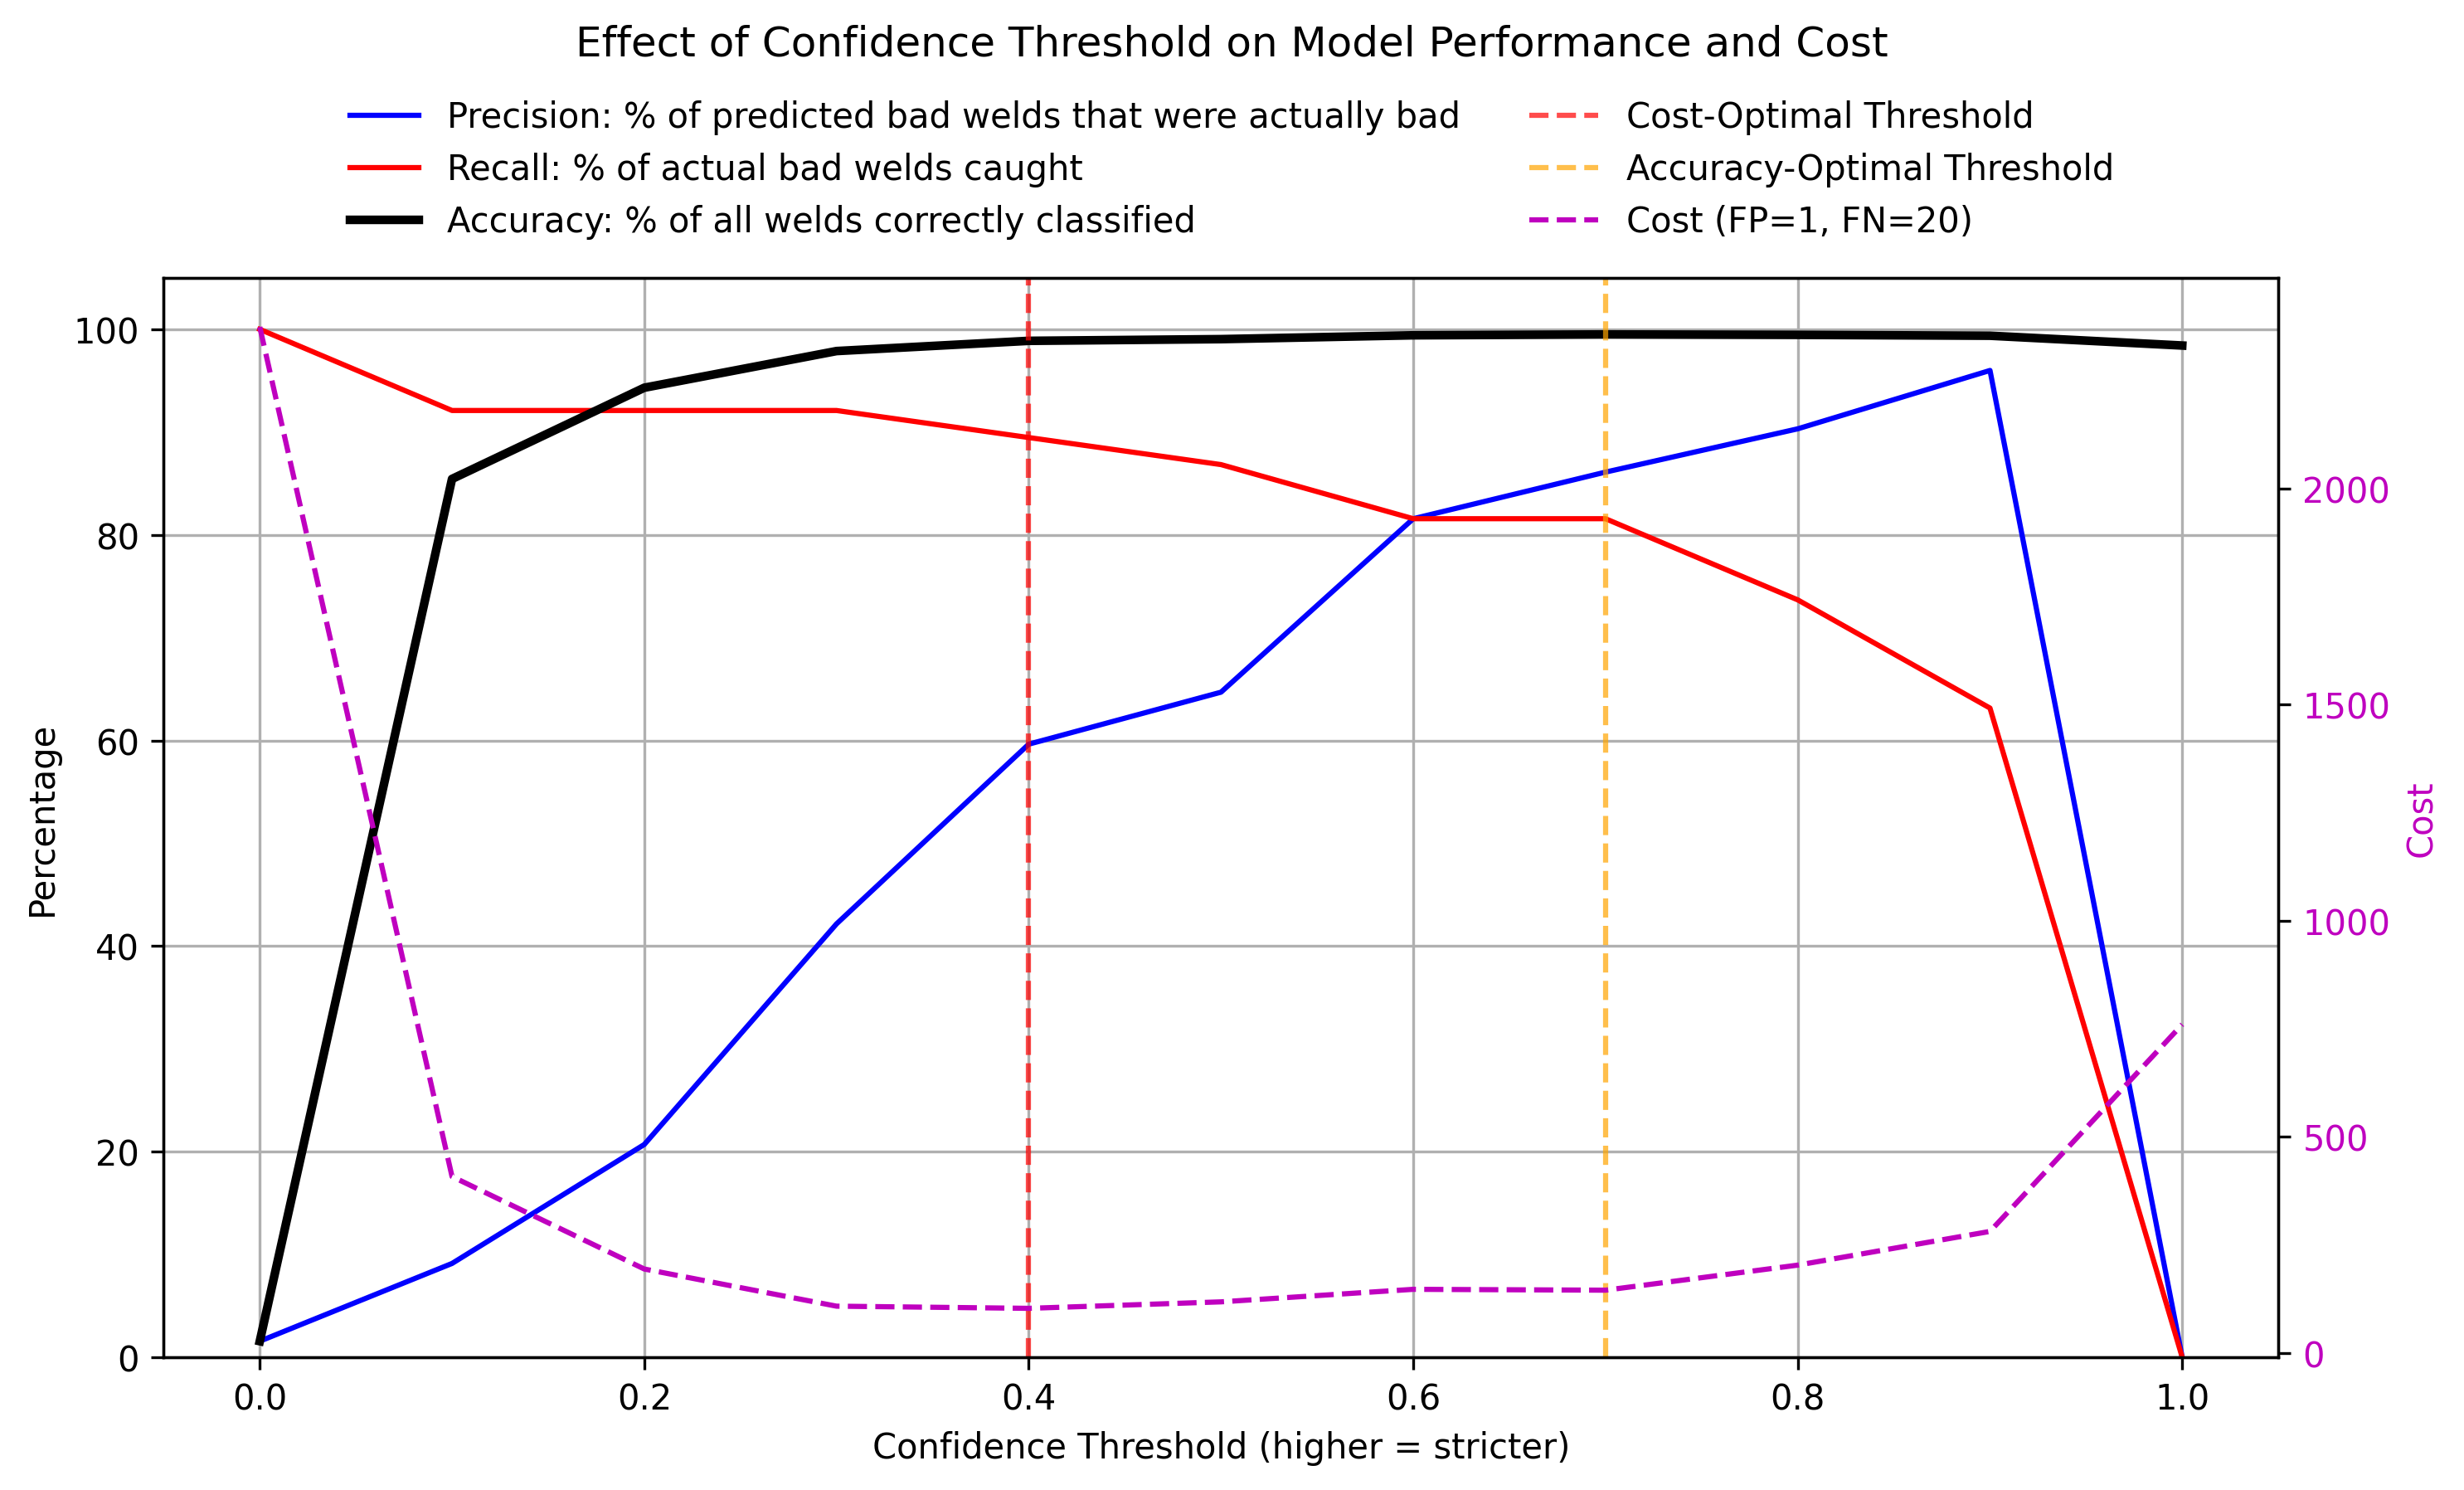 Effect of Confidence Threshold on Model Performance and Cost
Precision: % of predicted bad welds that were actually bad
Recall: % of actual bad welds caught
Accuracy: % of all welds correctly classified
Cost-Optimal Threshold
Accuracy-Optimal Threshold
Cost (FP=1, FN=20)
Percentage
100
80
60
40
20
0
2000
1500
1000
500
0
Cost
0.0 0.2 0.4 0.6 0.8 1.0
Confidence Threshold (higher = stricter)